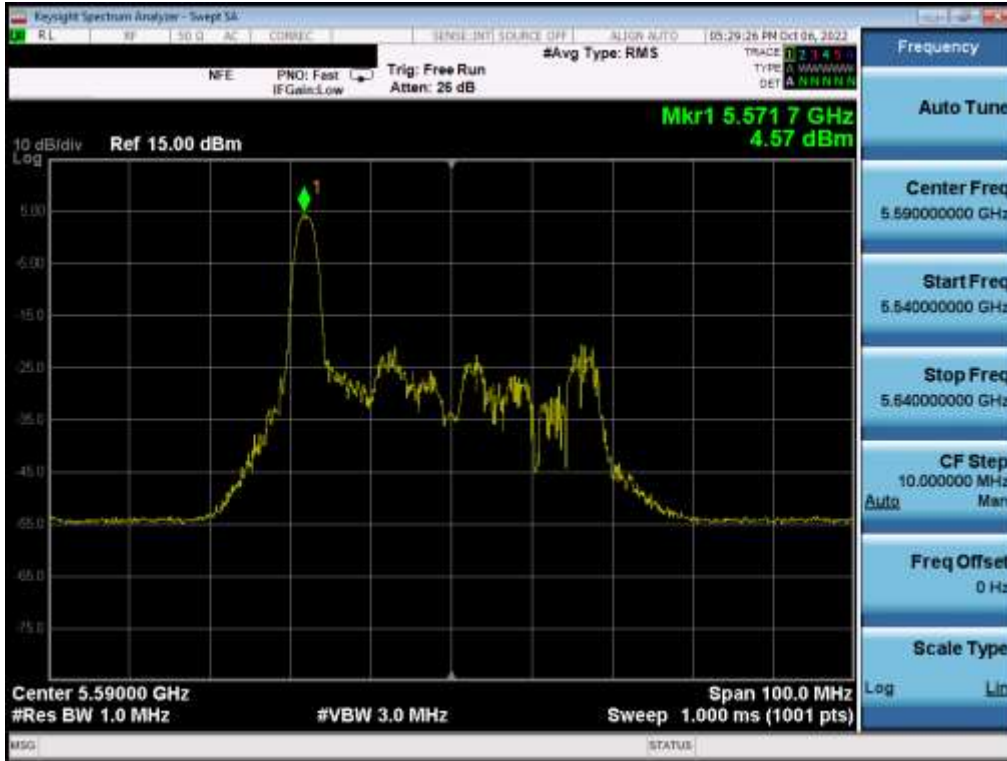 Keysight Spectrum Analyzer - Swept SA
RL RF 50 Ω AC CORREC SENSE:INT SOURCE OFF ALIGN AUTO 05:29:26 PM Oct 06, 2022
NFE PNO: Fast IFGain:Low Trig: Free Run Atten: 26 dB #Avg Type: RMS
TRACE 1 2 3 4 5 6
TYPE A WWWWW
DET A N N N N N
Mkr1 5.571 7 GHz
4.57 dBm
10 dB/div Ref 15.00 dBm
Log
1
5.00
-5.00
-15.0
-25.0
-35.0
-45.0
-55.0
-65.0
-75.0
Center 5.59000 GHz Span 100.0 MHz
#Res BW 1.0 MHz #VBW 3.0 MHz Sweep 1.000 ms (1001 pts)
MSG STATUS
Frequency
Auto Tune
Center Freq
5.590000000 GHz
Start Freq
5.540000000 GHz
Stop Freq
5.640000000 GHz
CF Step
10.000000 MHz
Auto Man
Freq Offset
0 Hz
Scale Type
Log Lin